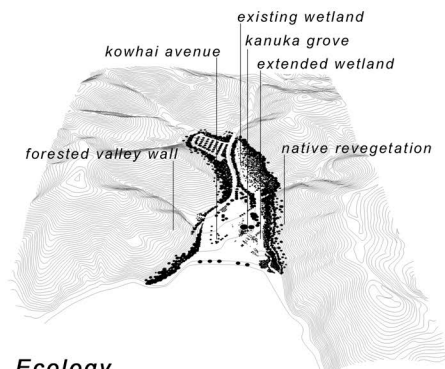 existing wetland
kowhai avenue
kanuka grove
extended wetland
forested valley wall
native revegetation
Ecology